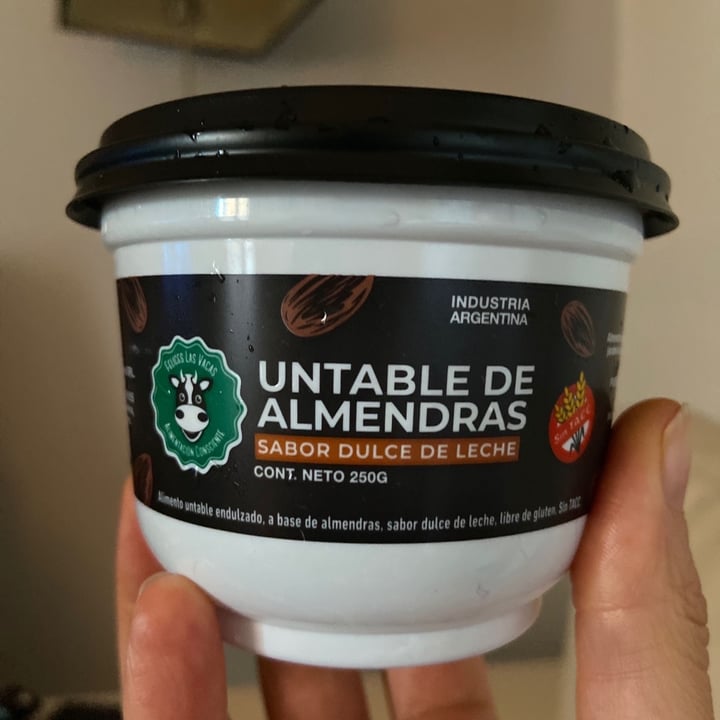 INDUSTRIA
ARGENTINA
FELICES LAS VACAS
ALIMENTACIÓN CONSCIENTE
UNTABLE DE
ALMENDRAS
SABOR DULCE DE LECHE
CONT. NETO 250G
SIN T.A.C.C.
Alimento untable endulzado, a base de almendras, sabor dulce de leche, libre de gluten. Sin TACC.